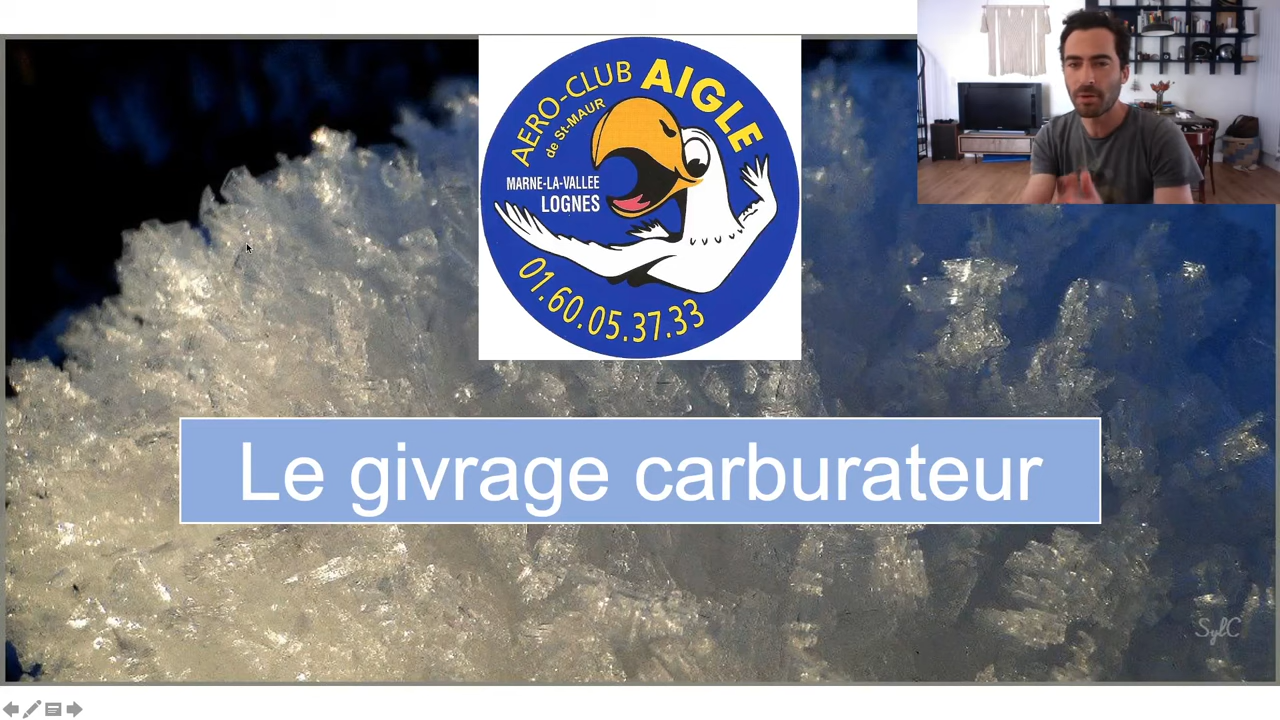 AERO-CLUB AIGLE
de St-MAUR
MARNE-LA-VALLEE
LOGNES
01.60.05.37.33
Le givrage carburateur
SylC